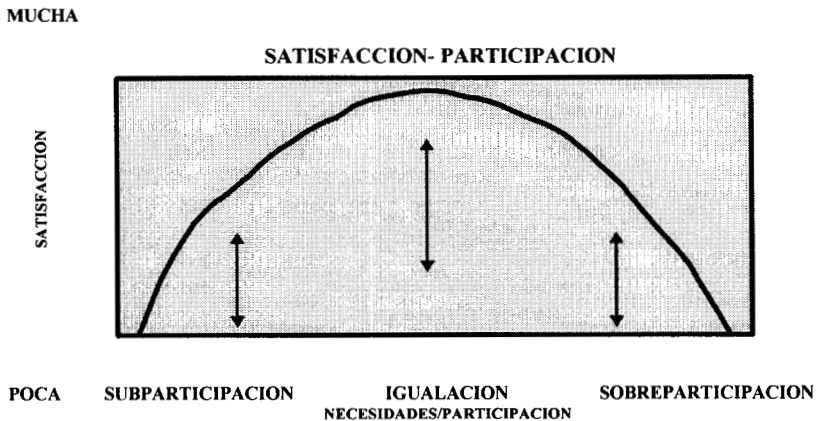 MUCHA
SATISFACCION- PARTICIPACION
SATISFACCION
POCA SUBPARTICIPACION IGUALACION SOBREPARTICIPACION
NECESIDADES/PARTICIPACION